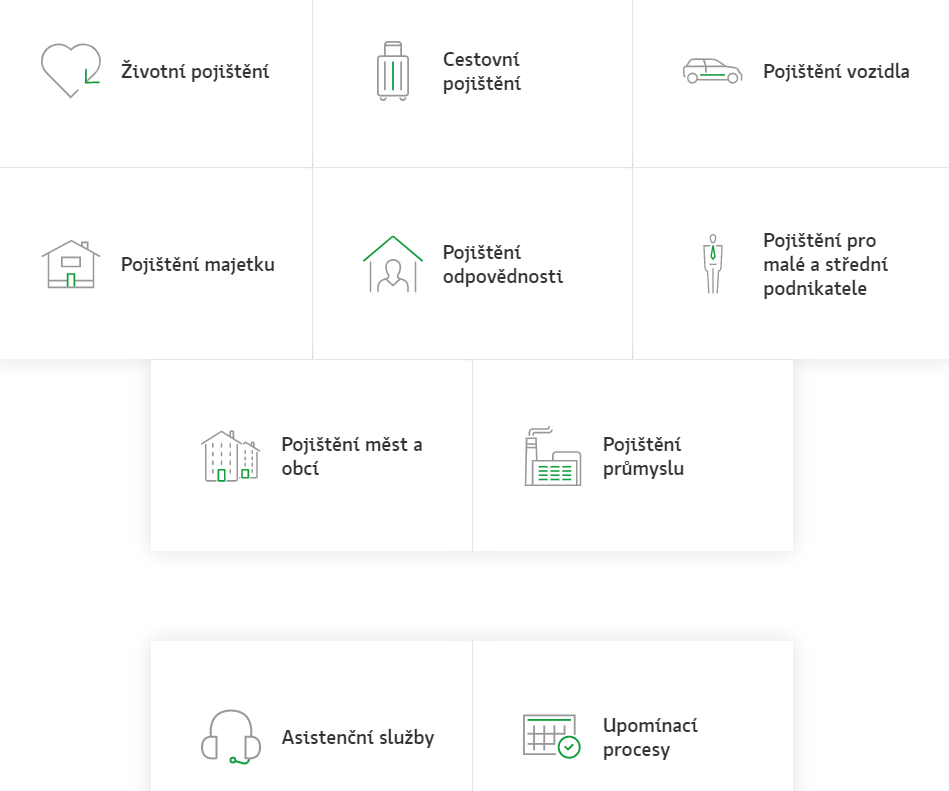 Životní pojištění
Cestovní
pojištění
Pojištění vozidla
Pojištění majetku
Pojištění
odpovědnosti
Pojištění pro
malé a střední
podnikatele
Pojištění měst a
obcí
Pojištění
průmyslu
Asistenční služby
Upomínací
procesy